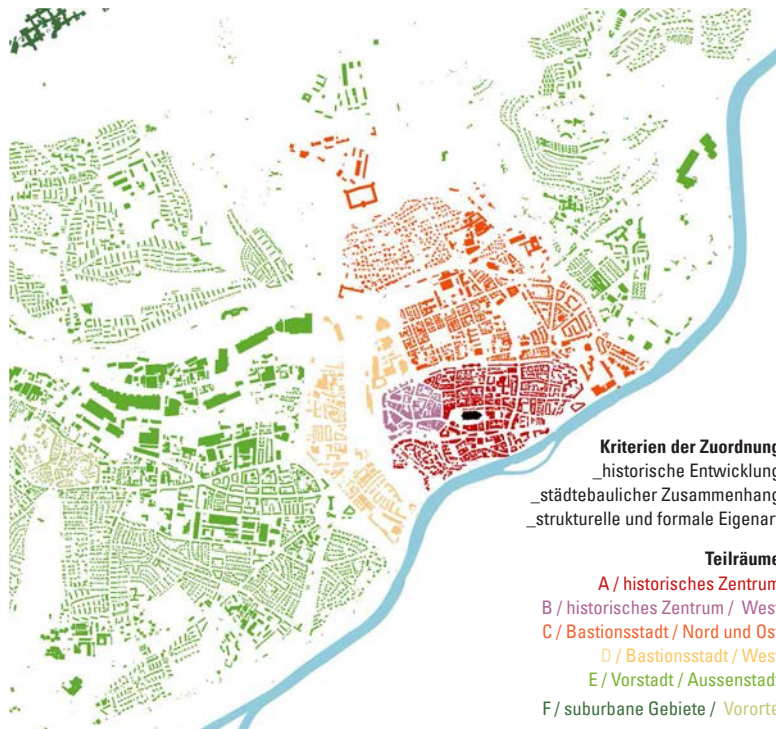 Kriterien der Zuordnung
_historische Entwicklung
_städtebaulicher Zusammenhang
_strukturelle und formale Eigenart
Teilräume
A / historisches Zentrum
B / historisches Zentrum / West
C / Bastionsstadt / Nord und Ost
D / Bastionsstadt / West
E / Vorstadt / Aussenstadt
F / suburbane Gebiete / Vororte